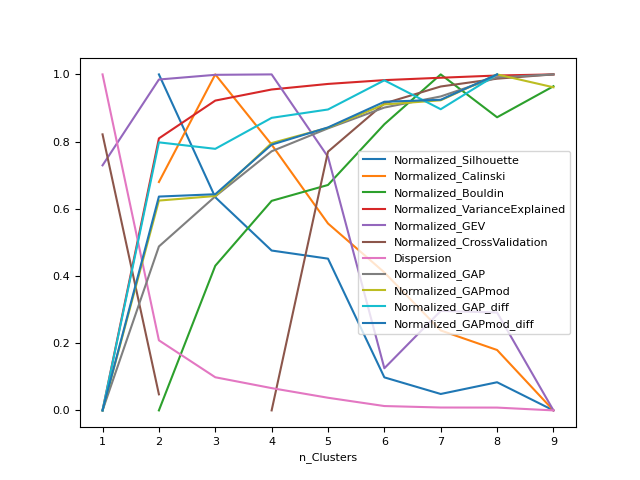 1.0
0.8
0.6
0.4
0.2
0.0
Normalized_Silhouette
Normalized_Calinski
Normalized_Bouldin
Normalized_VarianceExplained
Normalized_GEV
Normalized_CrossValidation
Dispersion
Normalized_GAP
Normalized_GAPmod
Normalized_GAP_diff
Normalized_GAPmod_diff
1 2 3 4 5 6 7 8 9
n_Clusters